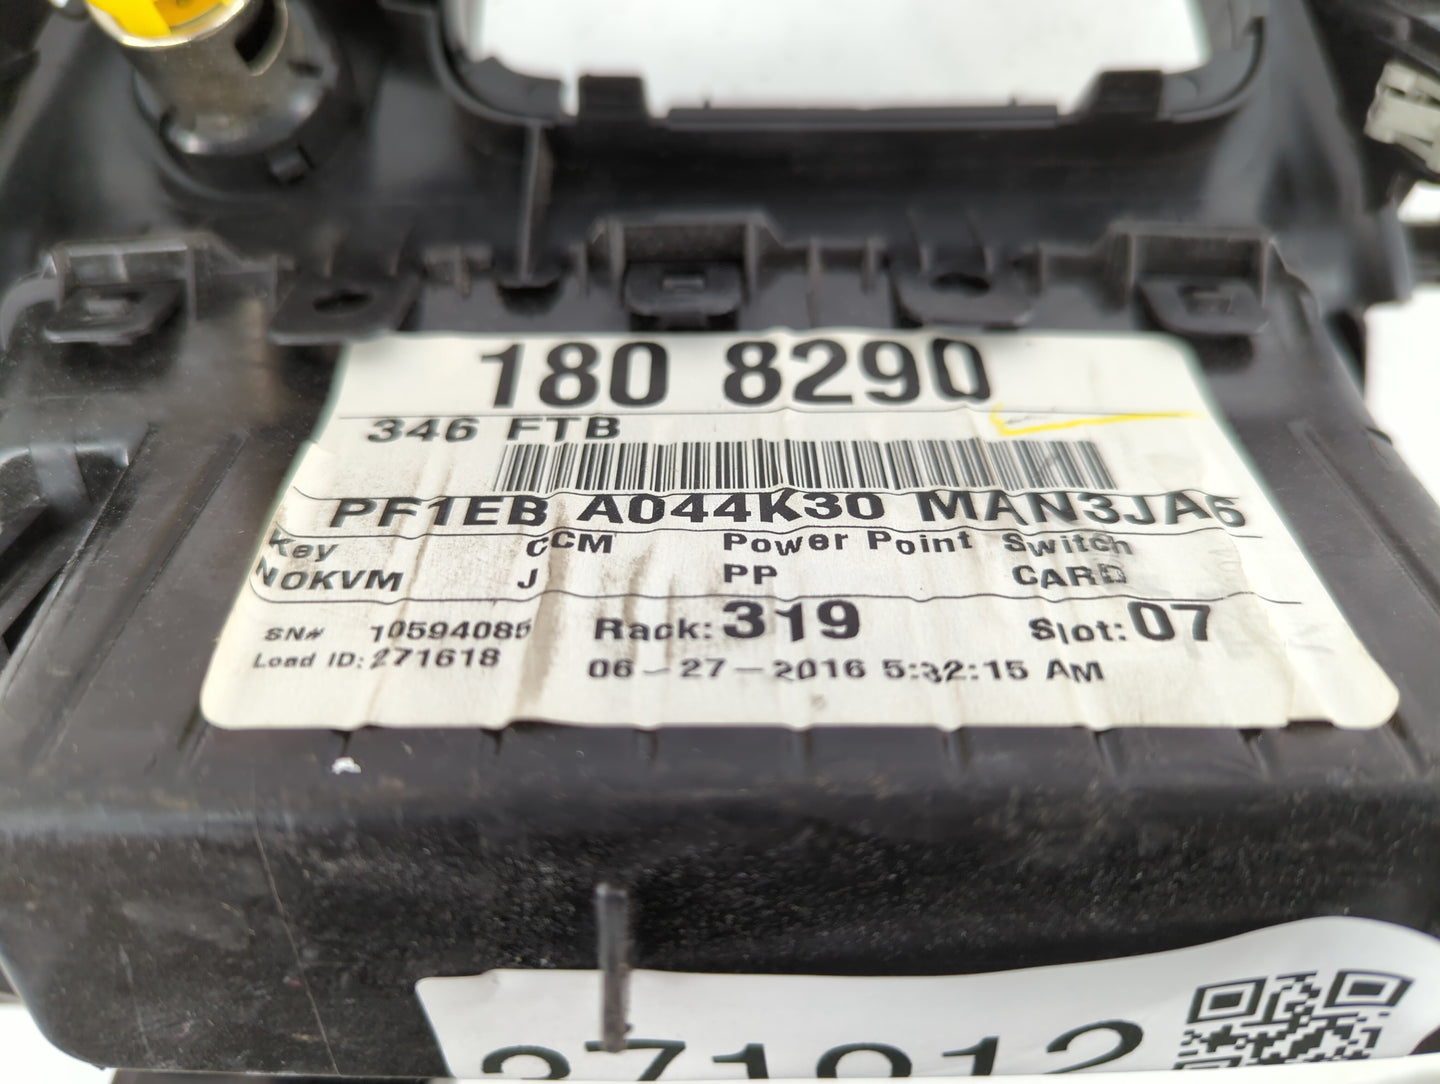 180 8290
346 FTB
PF1EB A044K30 MAN3JA6
Key CCM Power Point Switch
NOKVM J PP CARD
SN# 10594085 Rack: 319 Slot: 07
Load ID: 271618 06-27-2016 5:32:15 AM